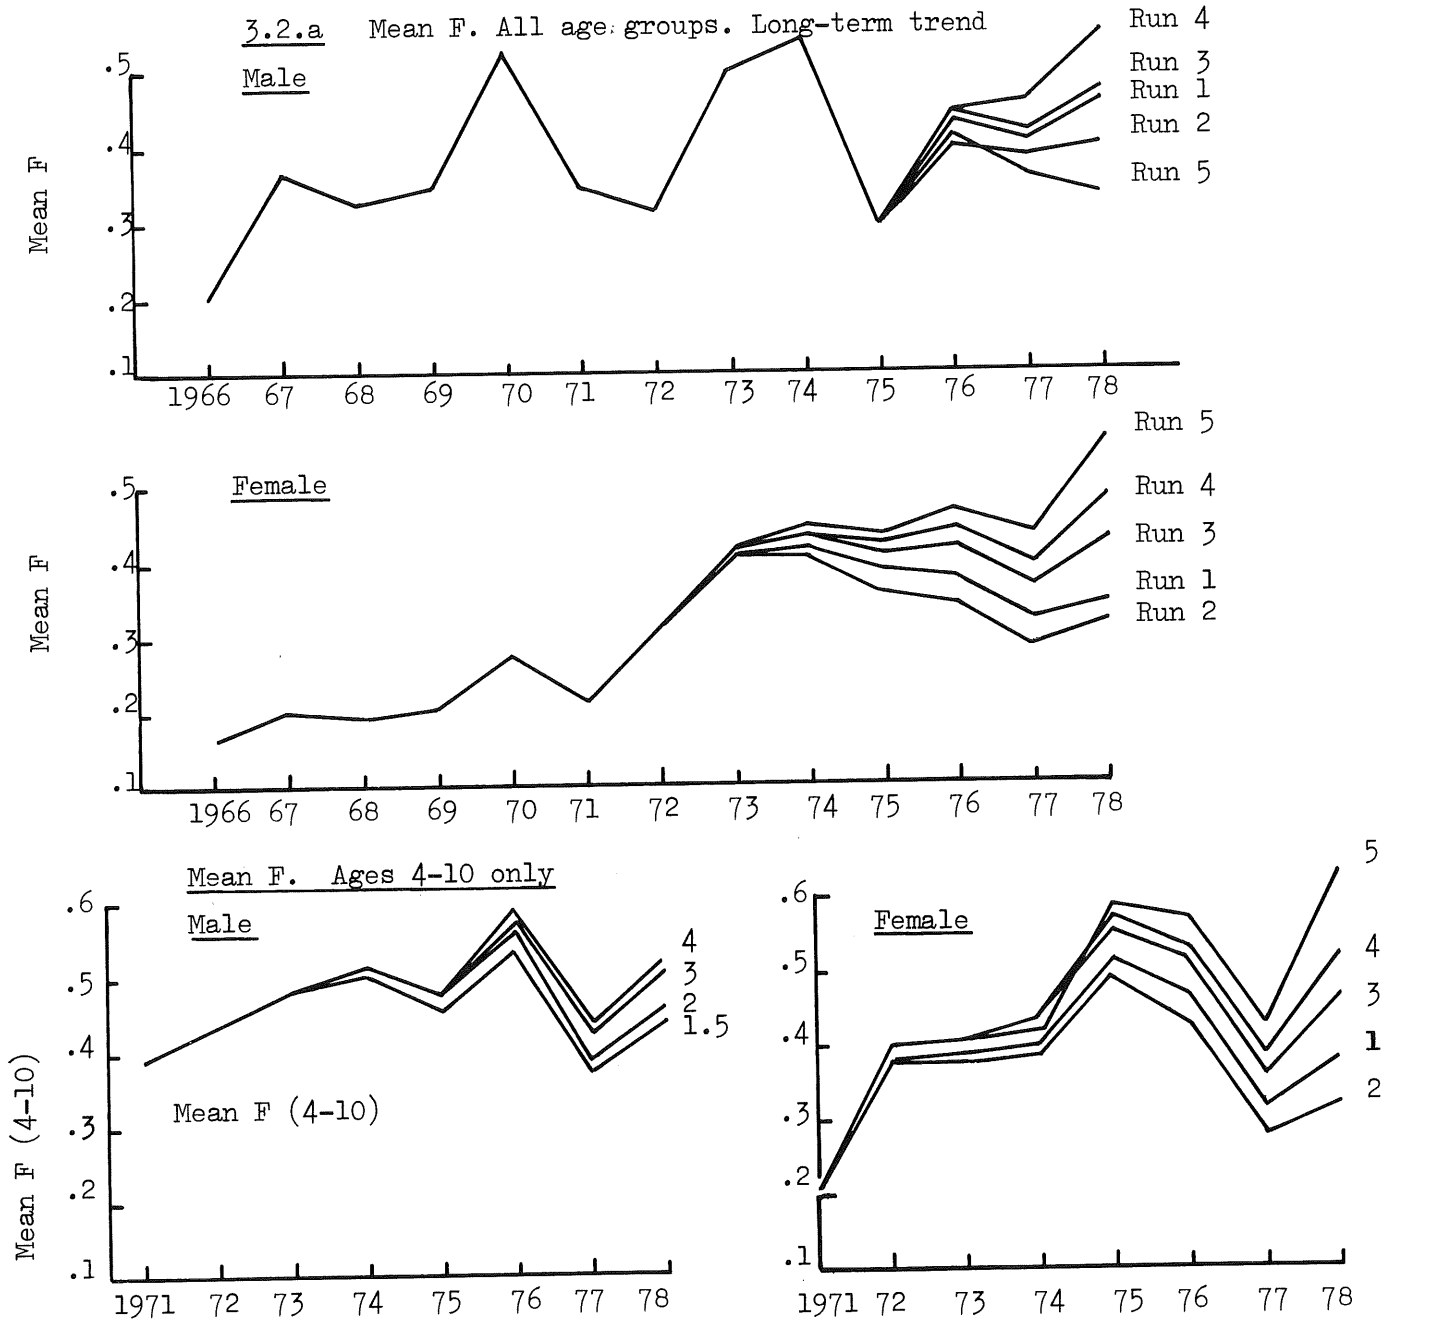 3.2.a Mean F. All age groups. Long-term trend
Male
Mean F
.5
.4
.3
.2
.1
1966 67 68 69 70 71 72 73 74 75 76 77 78
Run 4
Run 3
Run 1
Run 2
Run 5
Female
Mean F
.5
.4
.3
.2
.1
1966 67 68 69 70 71 72 73 74 75 76 77 78
Run 5
Run 4
Run 3
Run 1
Run 2
Mean F. Ages 4-10 only
Male
Mean F (4-10)
.6
.5
.4
.3
.2
.1
Mean F (4-10)
1971 72 73 74 75 76 77 78
4
3
2
1.5
Female
.6
.5
.4
.3
.2
.1
1971 72 73 74 75 76 77 78
5
4
3
1
2